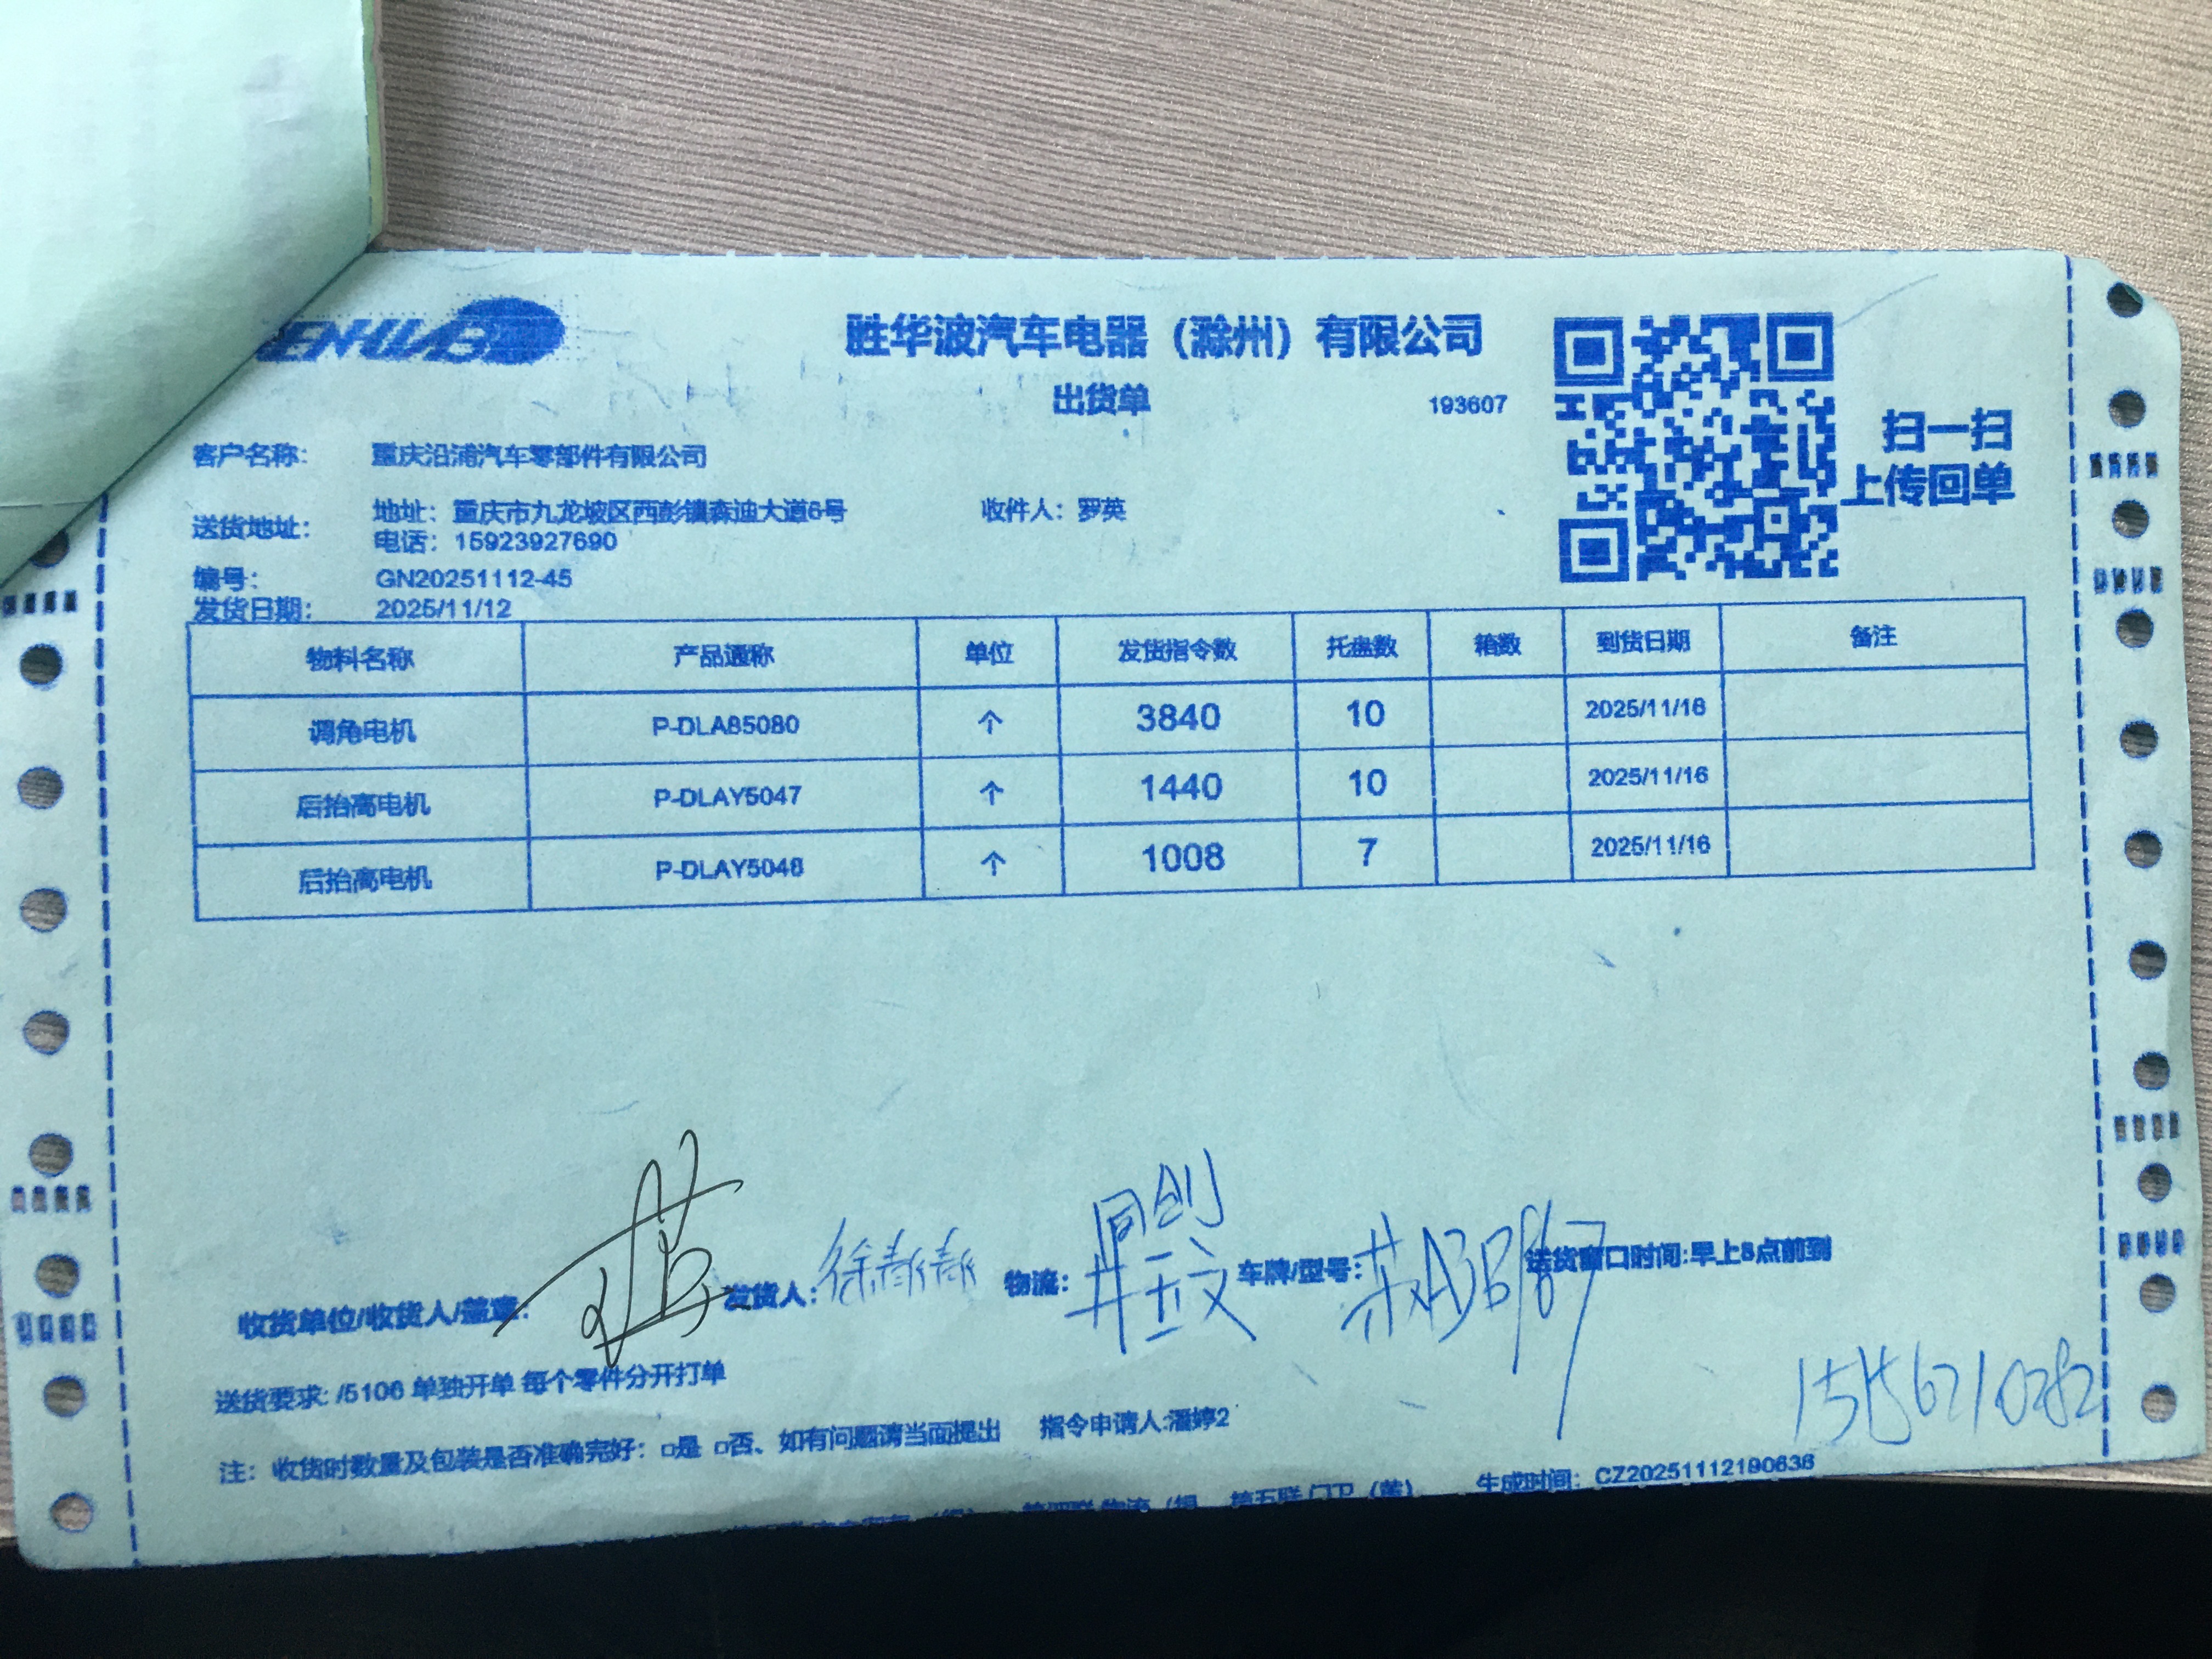 胜华波汽车电器（滁州）有限公司
出货单
193607
扫一扫
上传回单
客户名称： 重庆沿浦汽车零部件有限公司
送货地址： 地址：重庆市九龙坡区西彭镇森迪大道6号 收件人：罗英
电话：15923927690
编号： GN20251112-45
发货日期： 2025/11/12
物料名称 产品通称 单位 发货指令数 托盘数 箱数 到货日期 备注
调角电机 P-DLA85080 个 3840 10 2025/11/16
后抬高电机 P-DLAY5047 个 1440 10 2025/11/16
后抬高电机 P-DLAY5048 个 1008 7 2025/11/16
收货单位/收货人/盖章： 发货人： 物流： 同创 车牌/型号： 送货窗口时间:早上8点前到
送货要求: /5106 单独开单 每个零件分开打单
注： 收货时数量及包装是否准确完好：□是 □否、如有问题请当面提出 指令申请人:潘婷2
生成时间： CZ20251112190636